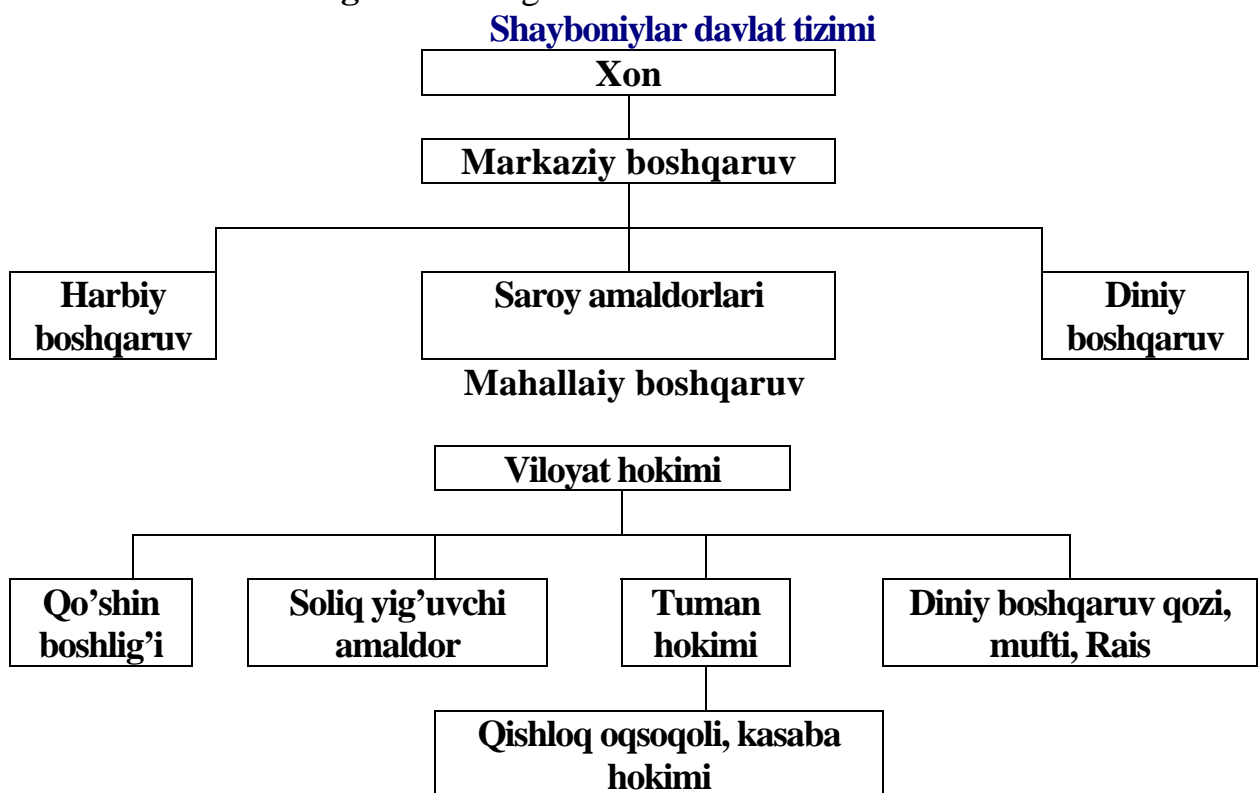 Shayboniylar davlat tizimi
Xon
Markaziy boshqaruv
Harbiy
boshqaruv
Saroy amaldorlari
Diniy
boshqaruv
Mahallaiy boshqaruv
Viloyat hokimi
Qo’shin
boshlig’i
Soliq yig’uvchi
amaldor
Tuman
hokimi
Diniy boshqaruv qozi,
mufti, Rais
Qishloq oqsoqoli, kasaba
hokimi